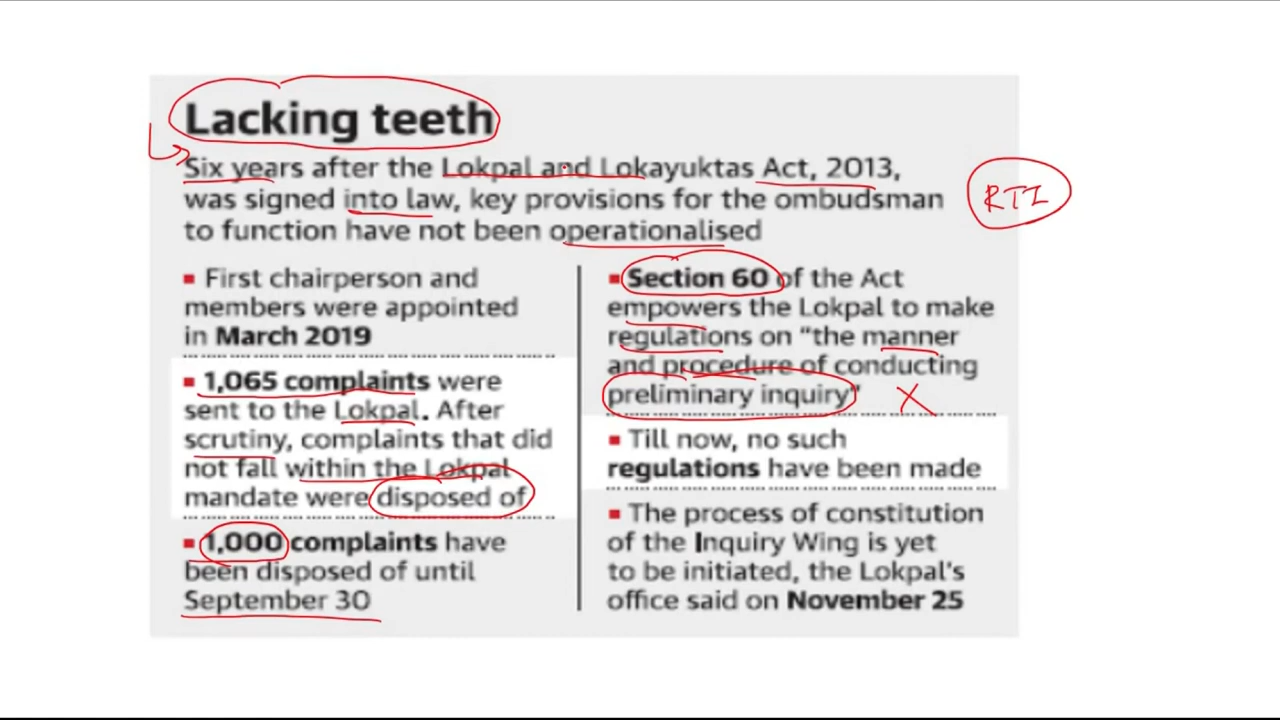 Lacking teeth
Six years after the Lokpal and Lokayuktas Act, 2013,
was signed into law, key provisions for the ombudsman
to function have not been operationalised
RTI
▪ First chairperson and
members were appointed
in March 2019
▪ 1,065 complaints were
sent to the Lokpal. After
scrutiny, complaints that did
not fall within the Lokpal
mandate were disposed of
▪ 1,000 complaints have
been disposed of until
September 30
▪ Section 60 of the Act
empowers the Lokpal to make
regulations on "the manner
and procedure of conducting
preliminary inquiry" X
▪ Till now, no such
regulations have been made
▪ The process of constitution
of the Inquiry Wing is yet
to be initiated, the Lokpal's
office said on November 25